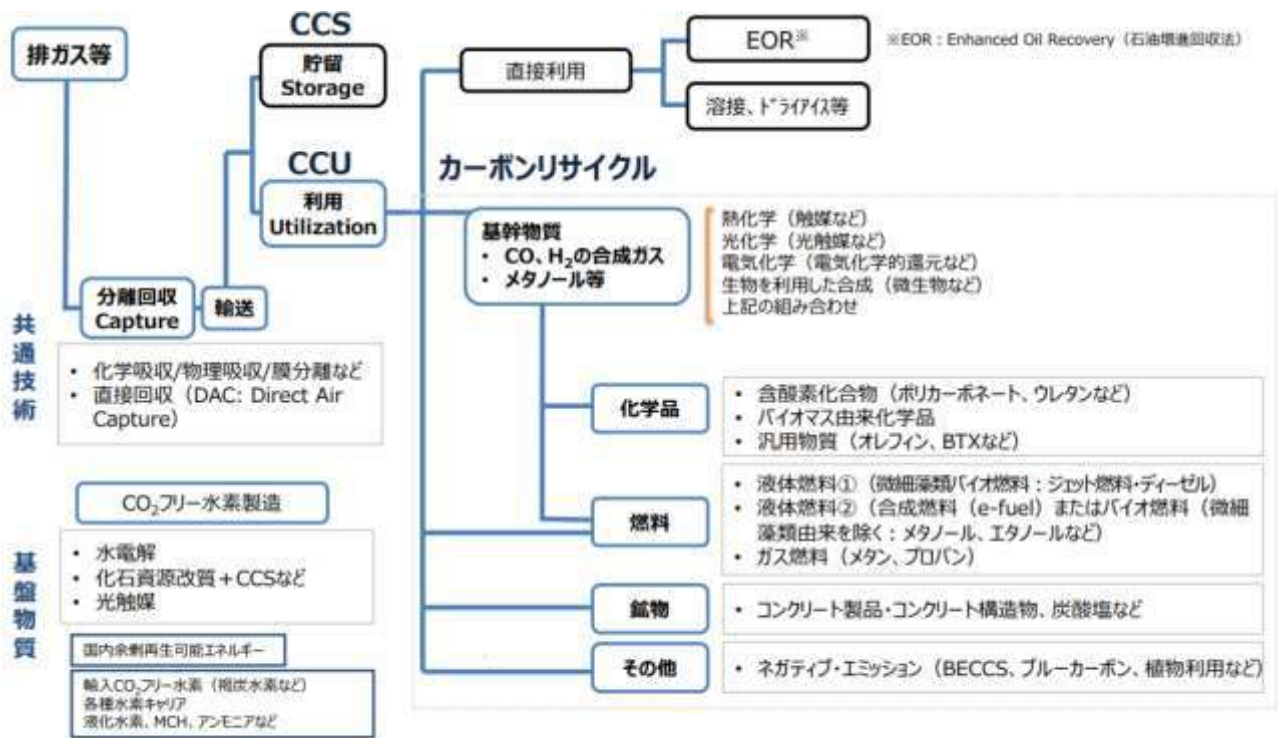 排ガス等
CCS
貯留
Storage
CCU
利用
Utilization
分離回収
Capture
輸送
共通技術
• 化学吸収/物理吸収/膜分離など
• 直接回収（DAC: Direct Air
Capture）
CO₂フリー水素製造
基盤物質
• 水電解
• 化石資源改質+CCSなど
• 光触媒
国内余剰再生可能エネルギー
輸入CO₂フリー水素（褐炭水素など）
各種水素キャリア
液化水素、MCH、アンモニアなど
直接利用
EOR※
※EOR：Enhanced Oil Recovery（石油増進回収法）
溶接、ドライアイス等
カーボンリサイクル
基幹物質
• CO、H₂の合成ガス
• メタノール等
熱化学（触媒など）
光化学（光触媒など）
電気化学（電気化学的還元など）
生物を利用した合成（微生物など）
上記の組み合わせ
化学品
• 含酸素化合物（ポリカーボネート、ウレタンなど）
• バイオマス由来化学品
• 汎用物質（オレフィン、BTXなど）
燃料
• 液体燃料①（微細藻類バイオ燃料：ジェット燃料・ディーゼル）
• 液体燃料②（合成燃料（e-fuel）またはバイオ燃料（微細
藻類由来を除く：メタノール、エタノールなど）
• ガス燃料（メタン、プロパン）
鉱物
• コンクリート製品・コンクリート構造物、炭酸塩など
その他
• ネガティブ・エミッション（BECCS、ブルーカーボン、植物利用など）